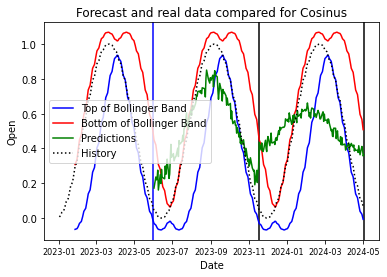 Forecast and real data compared for Cosinus
Open
1.0
0.8
0.6
0.4
0.2
0.0
Top of Bollinger Band
Bottom of Bollinger Band
Predictions
History
2023-01 2023-03 2023-05 2023-07 2023-09 2023-11 2024-01 2024-03 2024-05
Date